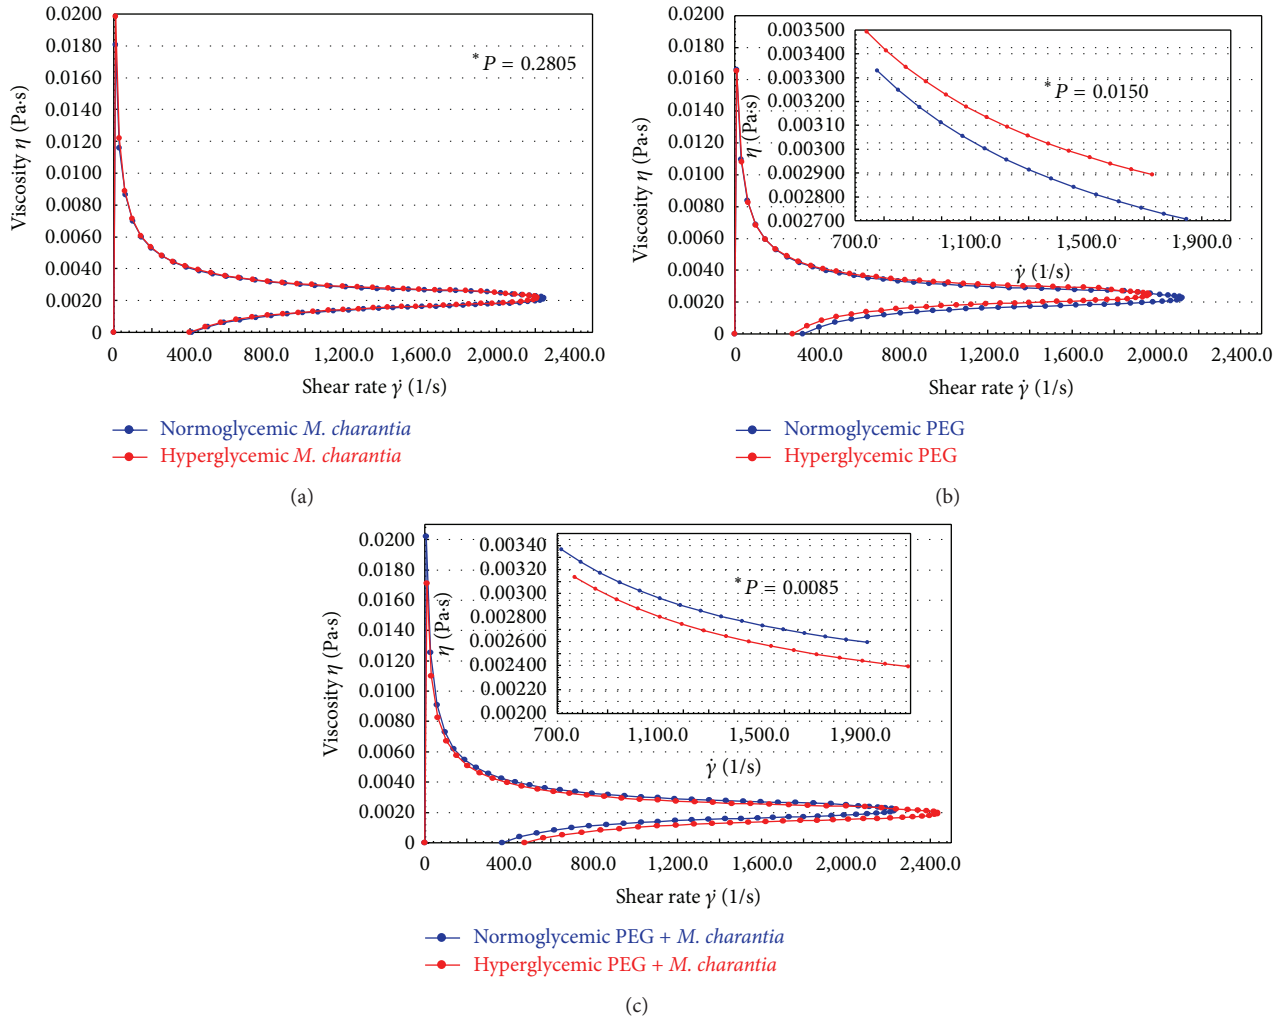 0.0200
0.0180
0.0160
0.0140
0.0120
0.0100
0.0080
0.0060
0.0040
0.0020
0
Viscosity η (Pa·s)
*P = 0.2805
0 400.0 800.0 1,200.0 1,600.0 2,000.0 2,400.0
Shear rate γ̇ (1/s)
Normoglycemic M. charantia
Hyperglycemic M. charantia
(a)
0.0200
0.0180
0.0160
0.0140
0.0120
0.0100
0.0080
0.0060
0.0040
0.0020
0
Viscosity η (Pa·s)
0.003500
0.003400
0.003300
0.003200
0.003100
0.003000
0.002900
0.002800
0.002700
η (Pa·s)
*P = 0.0150
700.0 1,100.0 1,500.0 1,900.0
γ̇ (1/s)
0 400.0 800.0 1,200.0 1,600.0 2,000.0 2,400.0
Shear rate γ̇ (1/s)
Normoglycemic PEG
Hyperglycemic PEG
(b)
0.0200
0.0180
0.0160
0.0140
0.0120
0.0100
0.0080
0.0060
0.0040
0.0020
0
Viscosity η (Pa·s)
0.00340
0.00320
0.00300
0.002800
0.002600
0.002400
0.00220
0.00200
η (Pa·s)
*P = 0.0085
700.0 1,100.0 1,500.0 1,900.0
γ̇ (1/s)
0 400.0 800.0 1,200.0 1,600.0 2,000.0 2,400.0
Shear rate γ̇ (1/s)
Normoglycemic PEG + M. charantia
Hyperglycemic PEG + M. charantia
(c)